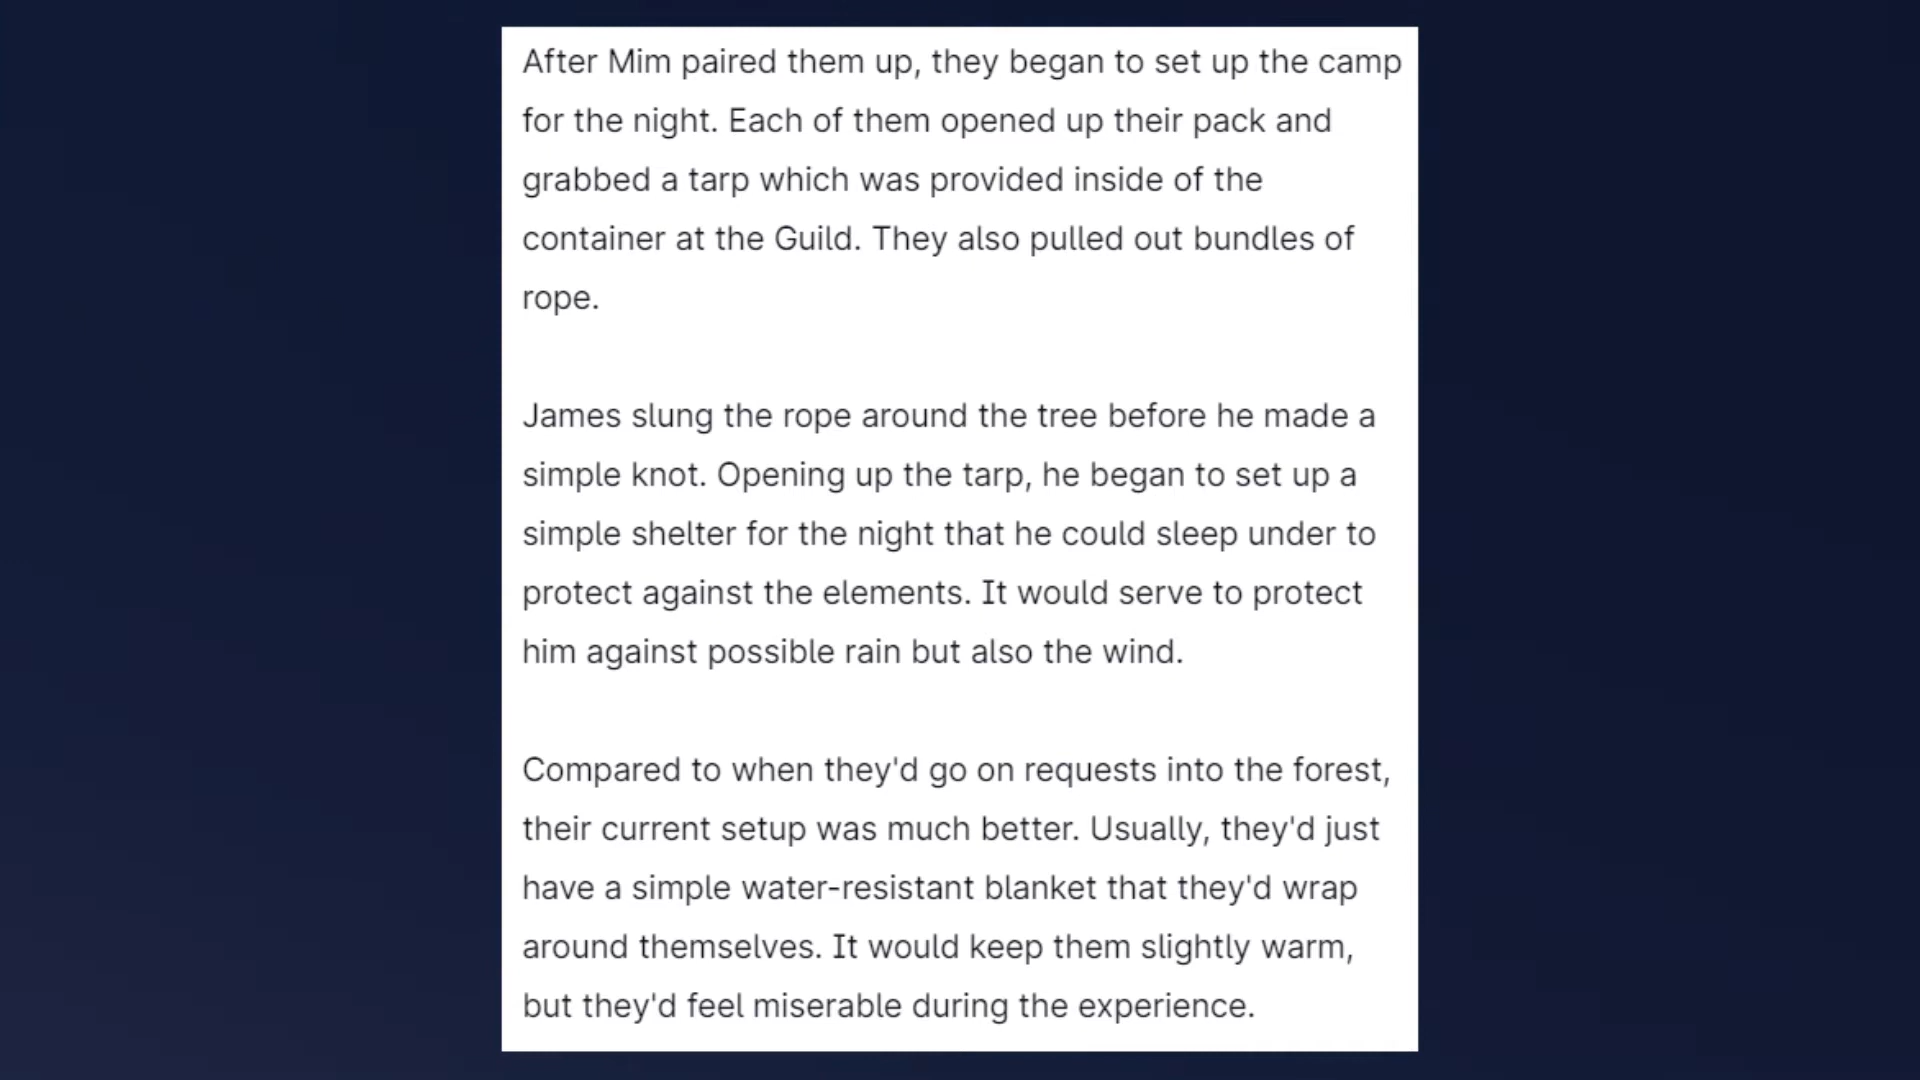 After Mim paired them up, they began to set up the camp
for the night. Each of them opened up their pack and
grabbed a tarp which was provided inside of the
container at the Guild. They also pulled out bundles of
rope.
James slung the rope around the tree before he made a
simple knot. Opening up the tarp, he began to set up a
simple shelter for the night that he could sleep under to
protect against the elements. It would serve to protect
him against possible rain but also the wind.
Compared to when they'd go on requests into the forest,
their current setup was much better. Usually, they'd just
have a simple water-resistant blanket that they'd wrap
around themselves. It would keep them slightly warm,
but they'd feel miserable during the experience.